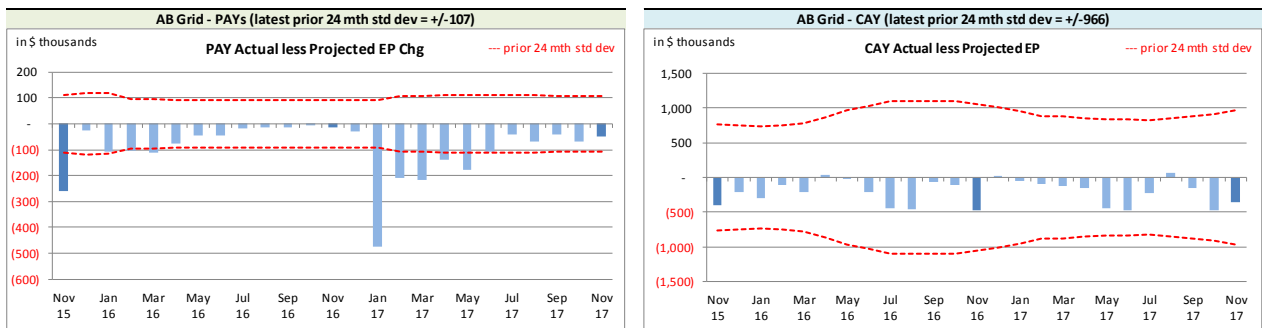 AB Grid - PAYs (latest prior 24 mth std dev = +/-107)
in $ thousands
PAY Actual less Projected EP Chg
--- prior 24 mth std dev
200
100
-
(100)
(200)
(300)
(400)
(500)
(600)
Nov Jan Mar May Jul Sep Nov Jan Mar May Jul Sep Nov
15 16 16 16 16 16 16 17 17 17 17 17 17
AB Grid - CAY (latest prior 24 mth std dev = +/-966)
in $ thousands
CAY Actual less Projected EP
--- prior 24 mth std dev
1,500
1,000
500
-
(500)
(1,000)
(1,500)
Nov Jan Mar May Jul Sep Nov Jan Mar May Jul Sep Nov
15 16 16 16 16 16 16 17 17 17 17 17 17